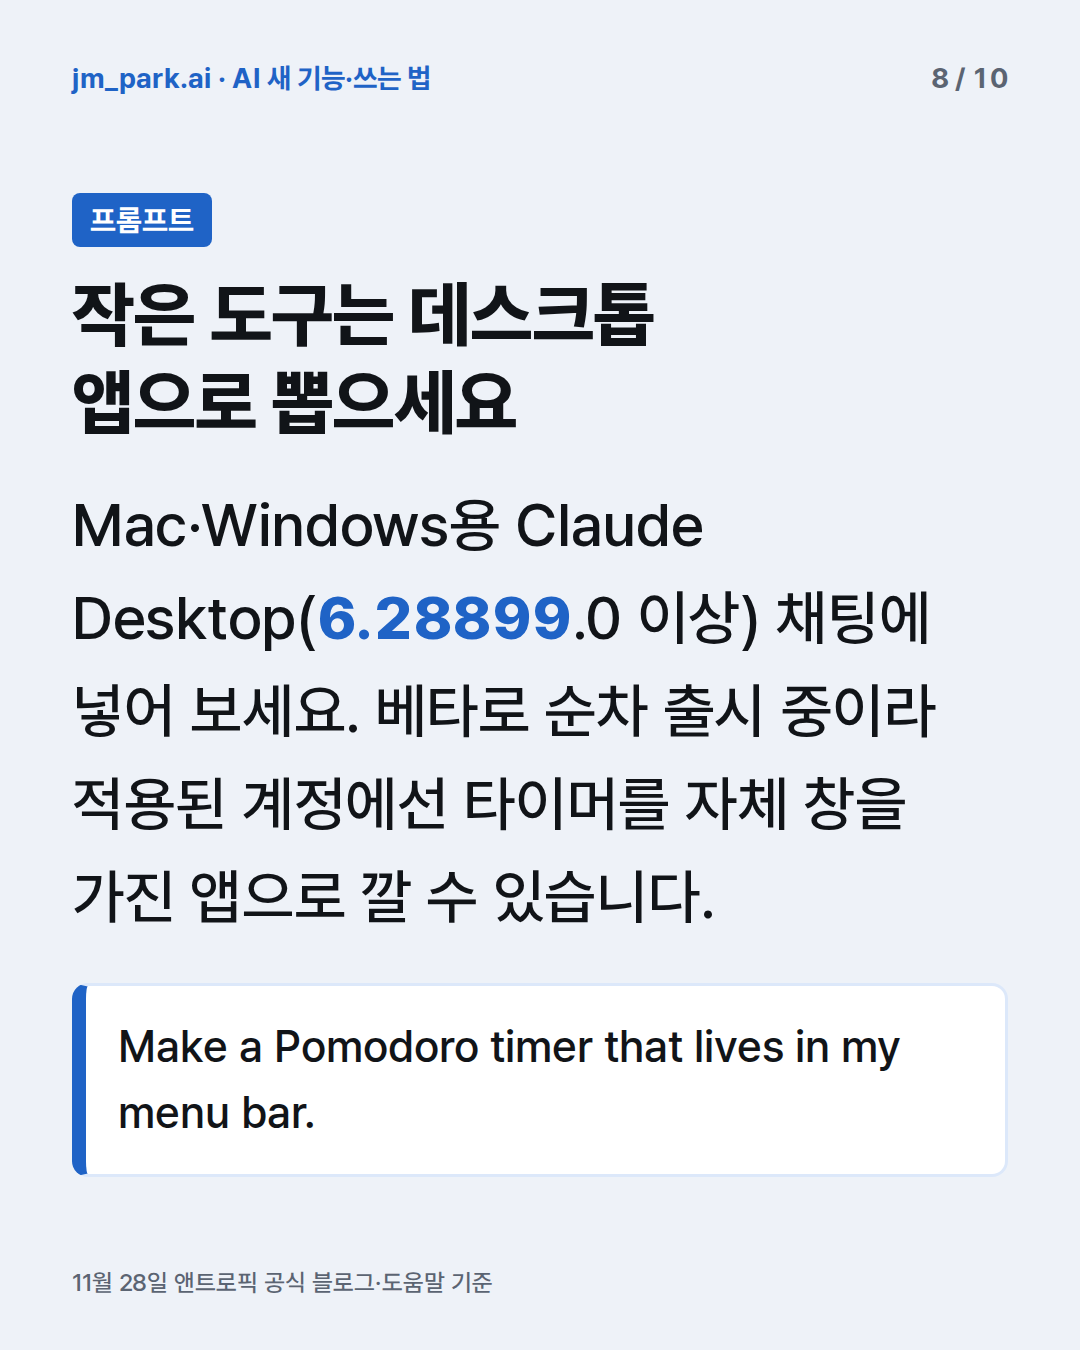 jm_park.ai · AI 새 기능·쓰는 법
8 / 10
프롬프트
작은 도구는 데스크톱
앱으로 뽑으세요
Mac·Windows용 Claude
Desktop(6.28899.0 이상) 채팅에
넣어 보세요. 베타로 순차 출시 중이라
적용된 계정에선 타이머를 자체 창을
가진 앱으로 깔 수 있습니다.
Make a Pomodoro timer that lives in my
menu bar.
11월 28일 앤트로픽 공식 블로그·도움말 기준